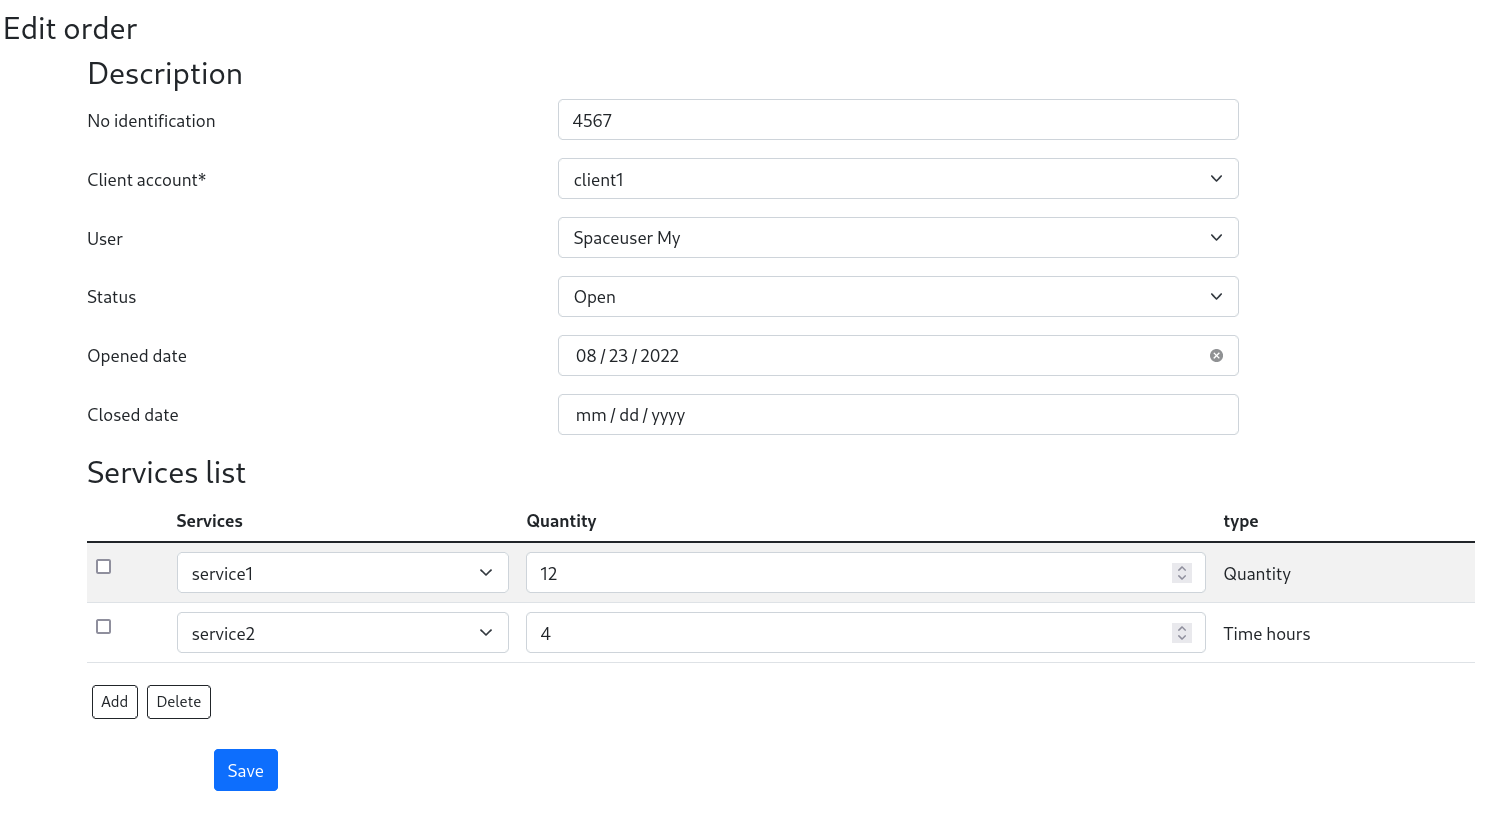 Edit order
Description
No identification 4567
Client account* client1
User Spaceuser My
Status Open
Opened date 08 / 23 / 2022
Closed date mm / dd / yyyy
Services list
Services Quantity type
service1 12 Quantity
service2 4 Time hours
Add Delete
Save